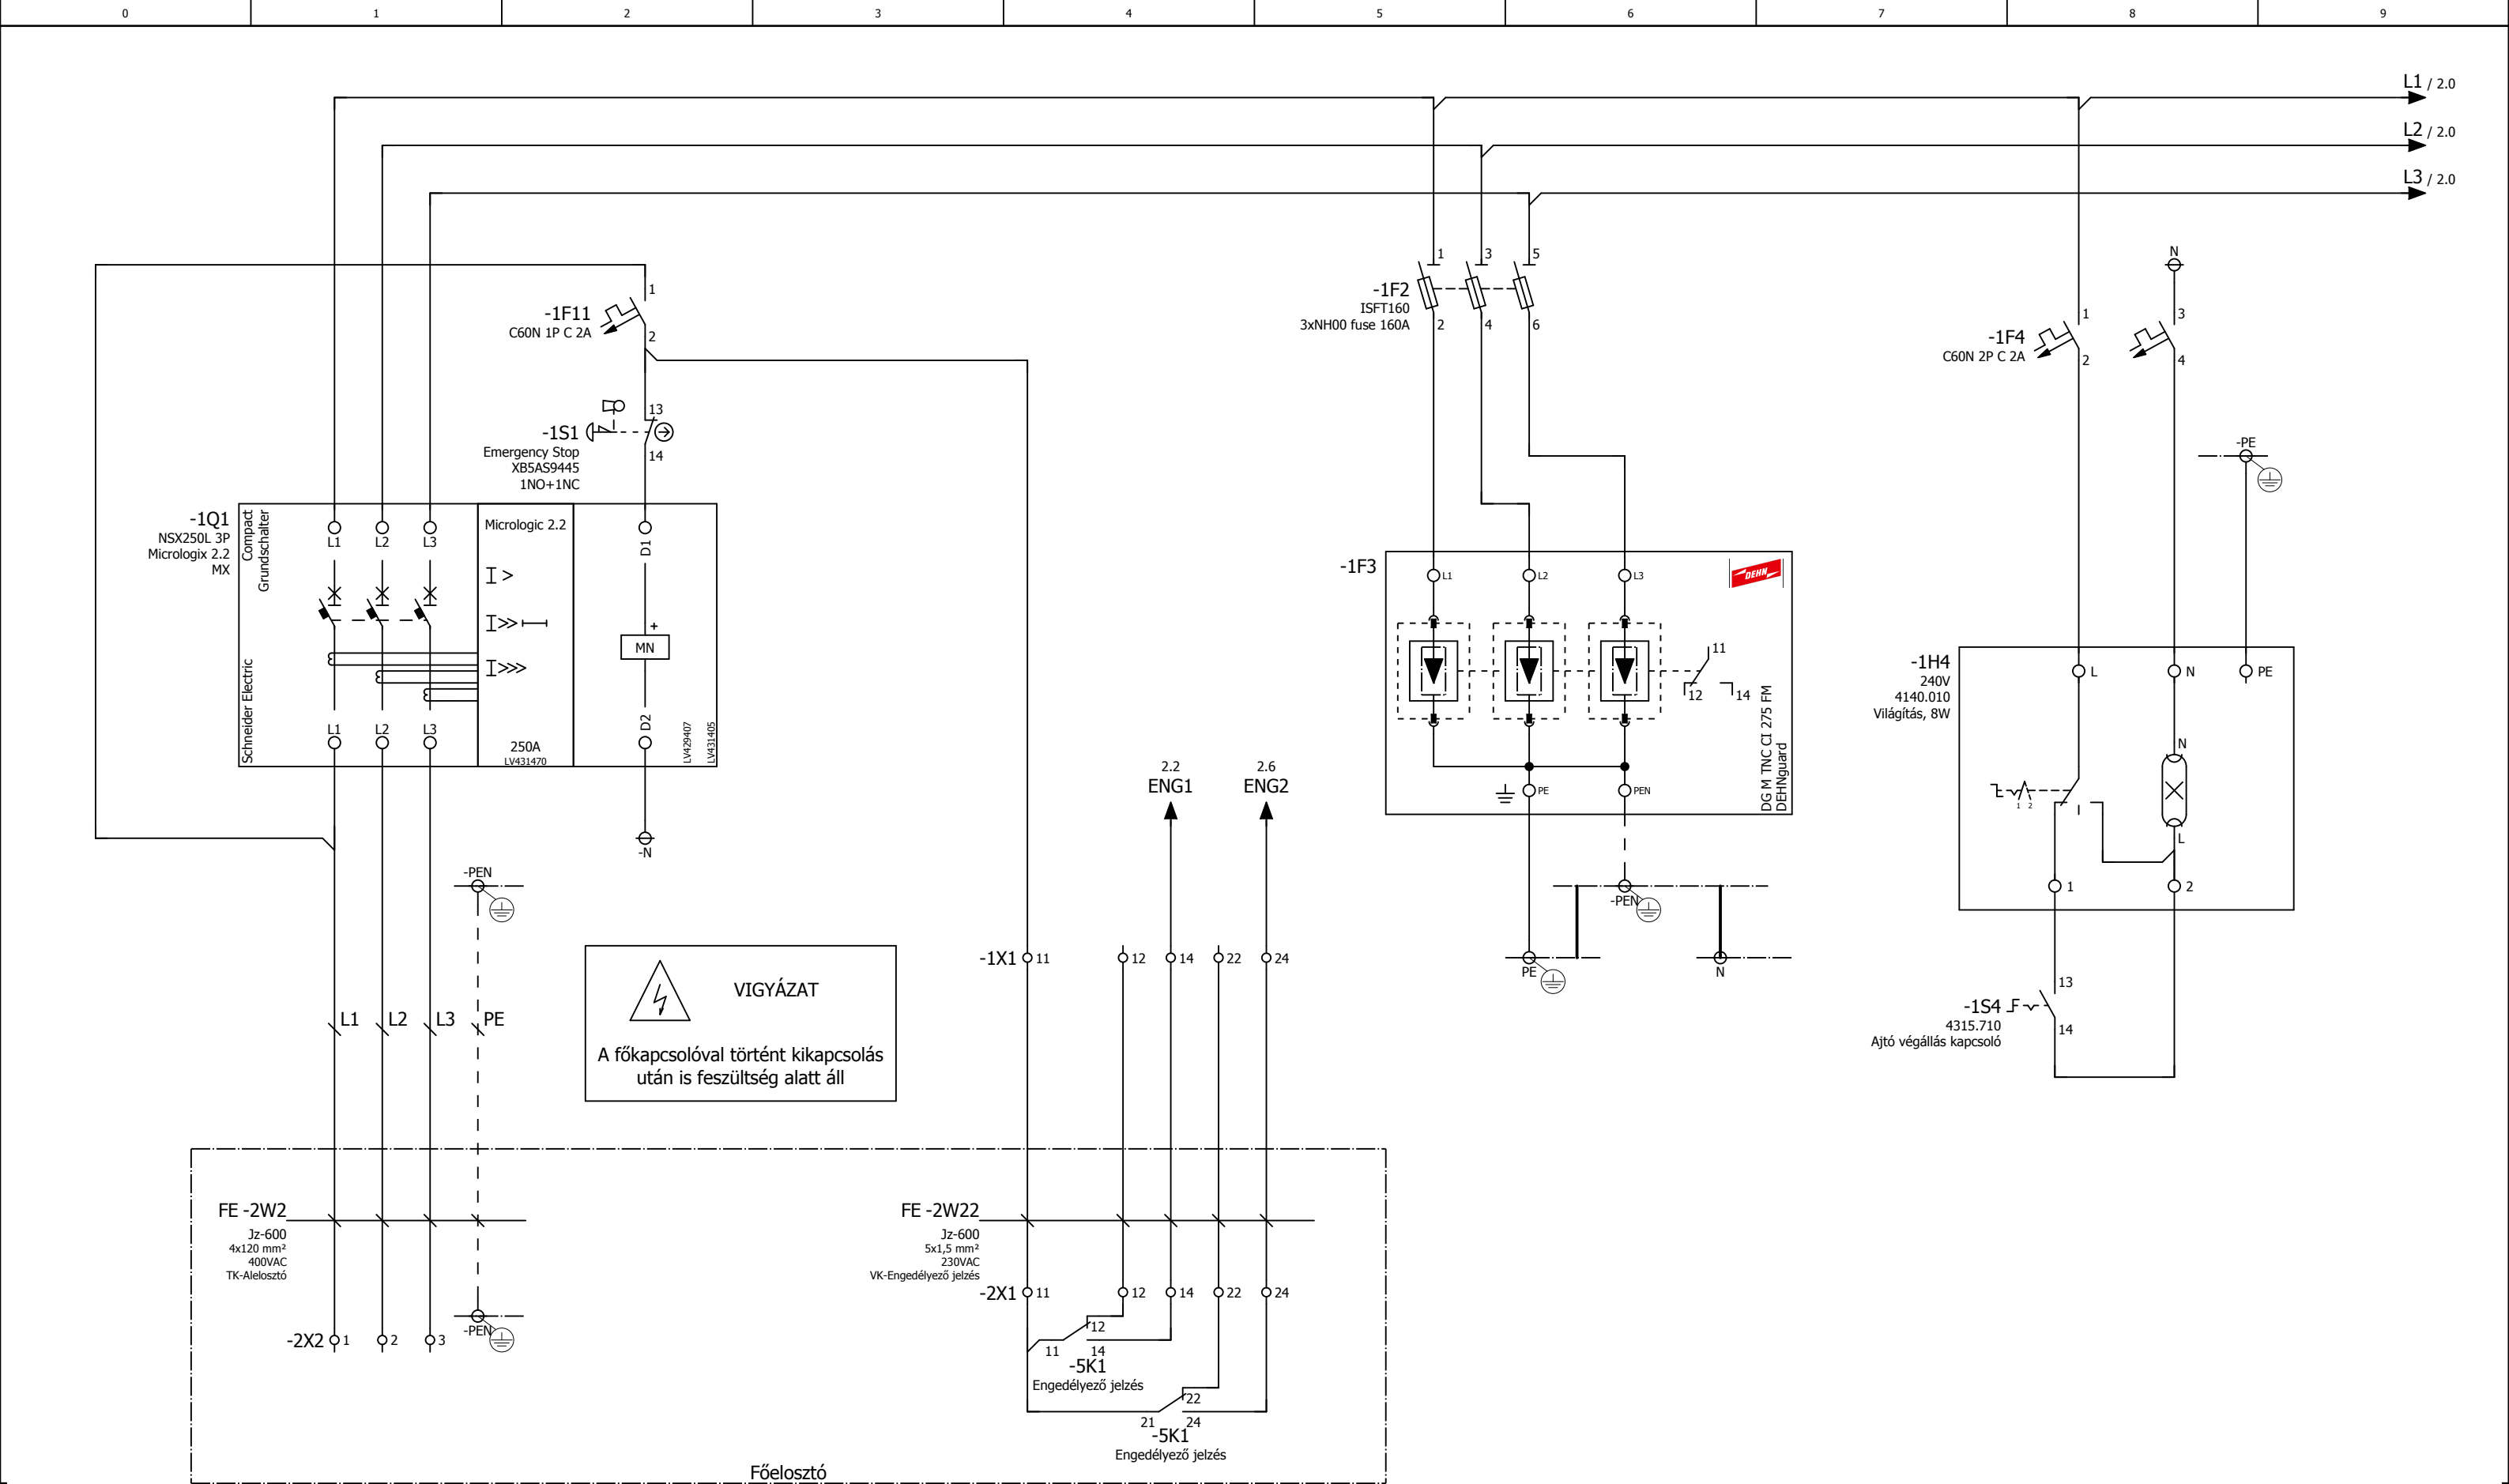 0 1 2 3 4 5 6 7 8 9
L1 / 2.0
L2 / 2.0
L3 / 2.0
-1F11
C60N 1P C 2A
1
2
-1S1
Emergency Stop
XB5AS9445
1NO+1NC
13
14
-1Q1
NSX250L 3P
Micrologix 2.2
MX
Compact
Grundschalter
Schneider Electric
L1 L2 L3
Micrologic 2.2
I >
I>>
I>>>
250A
LV431470
L1 L2 L3
D1
+
MN
D2
LV429407
LV431405
-N
-PEN
L1 L2 L3 PE
VIGYÁZAT
A főkapcsolóval történt kikapcsolás
után is feszültség alatt áll
FE -2W2
Jz-600
4x120 mm²
400VAC
TK-Alelosztó
-2X2 1 2 3
-PEN
2.2
ENG1
2.6
ENG2
-1X1 11 12 14 22 24
FE -2W22
Jz-600
5x1,5 mm²
230VAC
VK-Engedélyező jelzés
-2X1 11 12 14 22 24
12
11 14
-5K1
Engedélyező jelzés
22
21 24
-5K1
Engedélyező jelzés
Főelosztó
-1F2
ISFT160
3xNH00 fuse 160A
1 3 5
2 4 6
-1F3
L1 L2 L3
DEHN
11
12 14
DG M TNC CI 275 FM
DEHNguard
PE PEN
-PEN
PE N
N
-1F4
C60N 2P C 2A
1 3
2 4
-PE
-1H4
240V
4140.010
Világítás, 8W
L N PE
N
1 2
L
1 2
-1S4
4315.710
Ajtó végállás kapcsoló
13
14